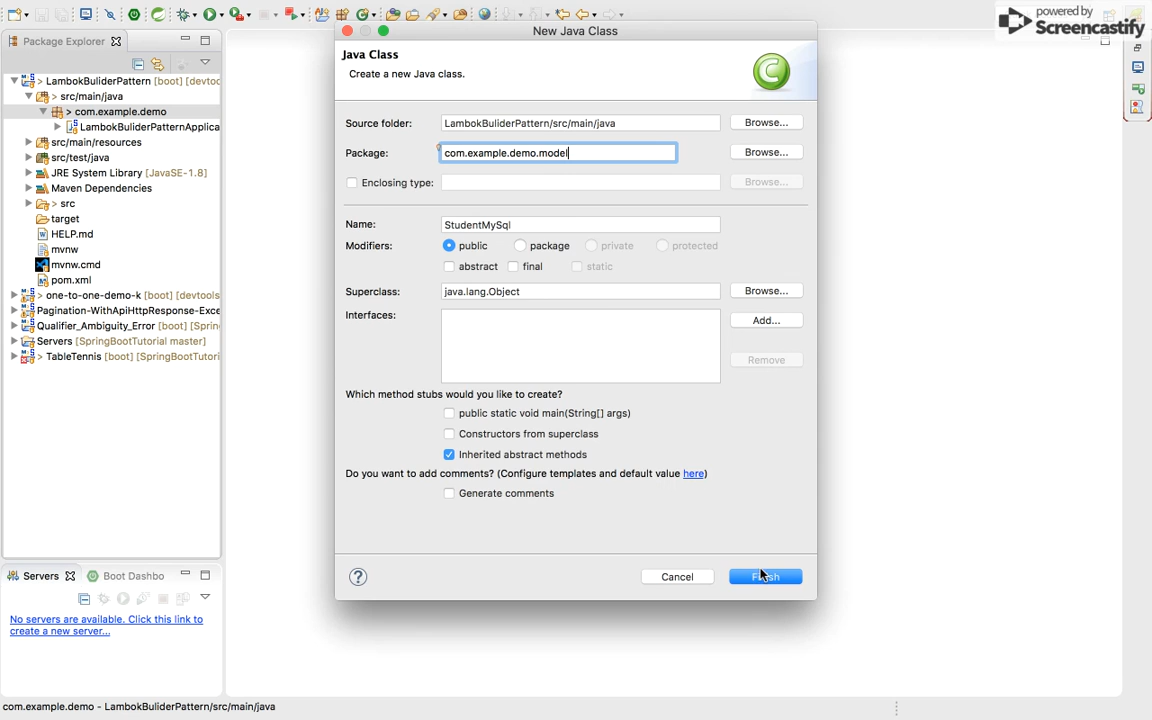 New Java Class
powered by
Screencastify
Package Explorer
Java Class
Create a new Java class.
LambokBuliderPattern [boot] [devtoo
> src/main/java
> com.example.demo
LambokBuliderPatternApplica
src/main/resources
src/test/java
JRE System Library [JavaSE-1.8]
Maven Dependencies
> src
target
HELP.md
mvnw
mvnw.cmd
pom.xml
> one-to-one-demo-k [boot] [devtools
Pagination-WithApiHttpResponse-Exce
Qualifier_Ambiguity_Error [boot] [Sprin
Servers [SpringBootTutorial master]
> TableTennis [boot] [SpringBootTutori
Source folder: LambokBuliderPattern/src/main/java Browse...
Package: com.example.demo.model Browse...
Enclosing type: Browse...
Name: StudentMySql
Modifiers: public package private protected
abstract final static
Superclass: java.lang.Object Browse...
Interfaces: Add...
Remove
Which method stubs would you like to create?
public static void main(String[] args)
Constructors from superclass
Inherited abstract methods
Do you want to add comments? (Configure templates and default value here)
Generate comments
? Cancel Finish
Servers Boot Dashbo
No servers are available. Click this link to
create a new server...
com.example.demo - LambokBuliderPattern/src/main/java